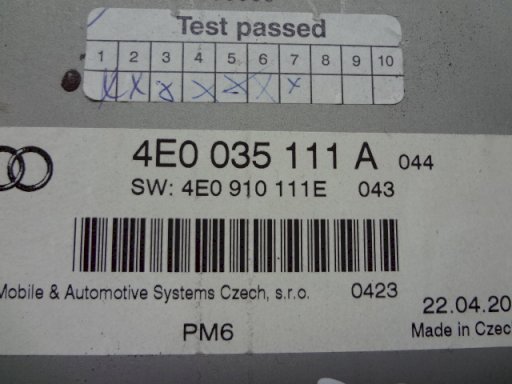 Test passed
1 2 3 4 5 6 7 8 9 10
4E0 035 111 A 044
SW: 4E0 910 111E 043
Mobile & Automotive Systems Czech, s.r.o. 0423
22.04.20
PM6 Made in Czec